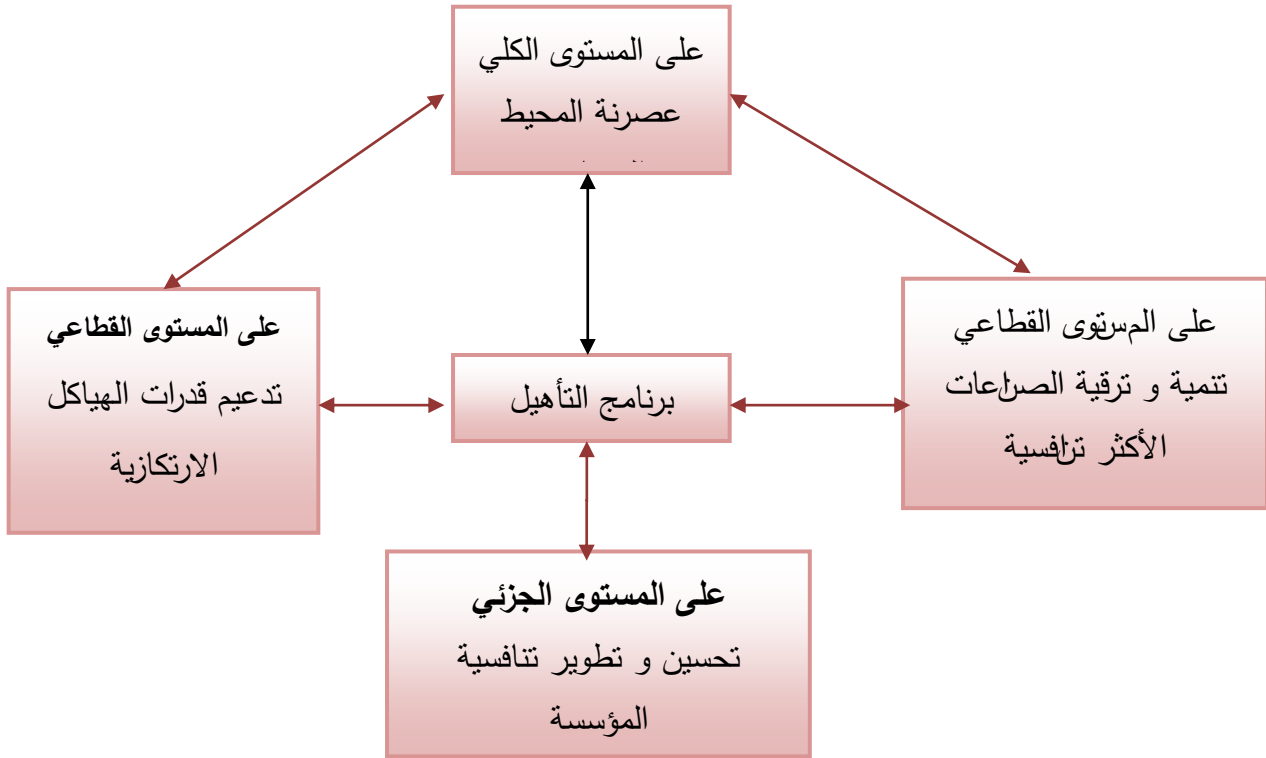 على المستوى الكلي
عصرنة المحيط
على المستوى القطاعي
تنمية و ترقية الصناعات
الأكثر تنافسية
برنامج التأهيل
على المستوى القطاعي
تدعيم قدرات الهياكل
الارتكازية
على المستوى الجزئي
تحسين و تطوير تنافسية
المؤسسة